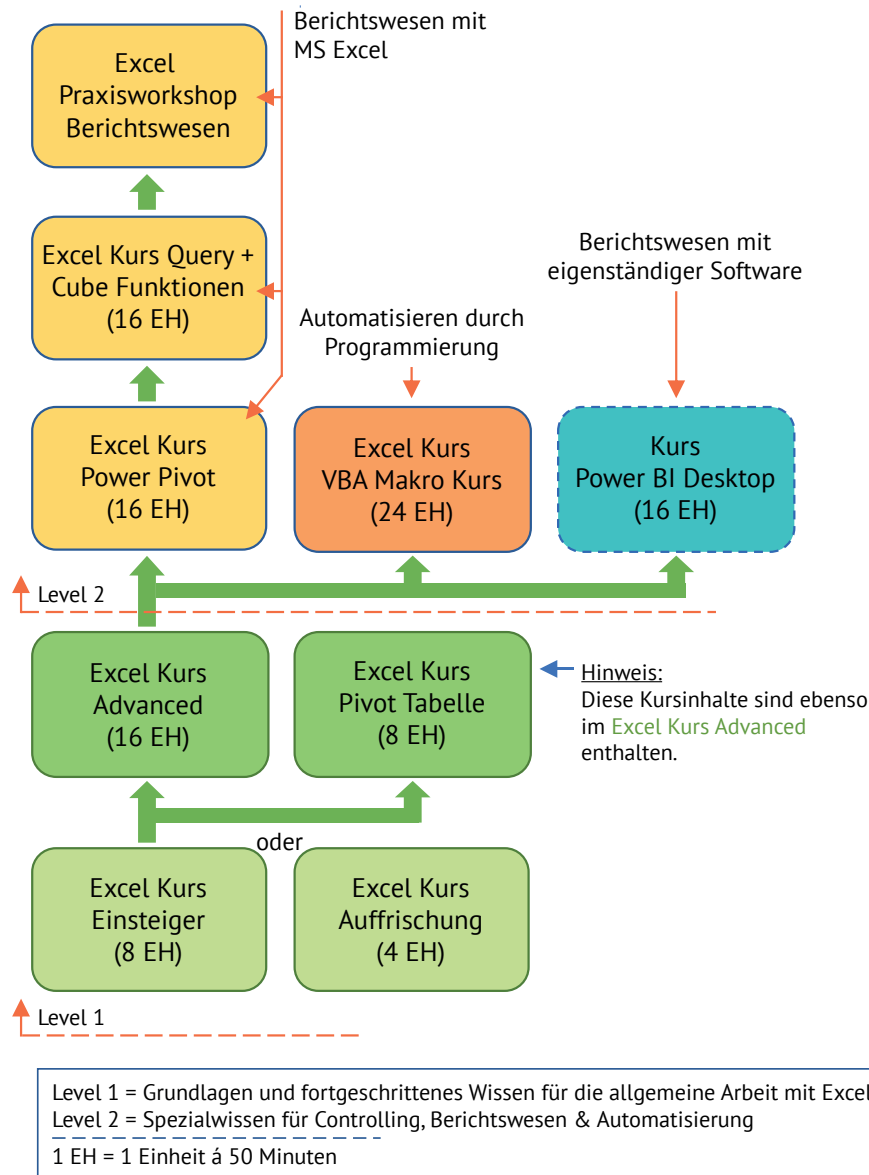 Berichtswesen mit
MS Excel
Excel
Praxisworkshop
Berichtswesen
Excel Kurs Query +
Cube Funktionen
(16 EH)
Berichtswesen mit
eigenständiger Software
Automatisieren durch
Programmierung
Excel Kurs
Power Pivot
(16 EH)
Excel Kurs
VBA Makro Kurs
(24 EH)
Kurs
Power BI Desktop
(16 EH)
Level 2
Excel Kurs
Advanced
(16 EH)
Excel Kurs
Pivot Tabelle
(8 EH)
Hinweis:
Diese Kursinhalte sind ebenso
im Excel Kurs Advanced
enthalten.
oder
Excel Kurs
Einsteiger
(8 EH)
Excel Kurs
Auffrischung
(4 EH)
Level 1
Level 1 = Grundlagen und fortgeschrittenes Wissen für die allgemeine Arbeit mit Excel
Level 2 = Spezialwissen für Controlling, Berichtswesen & Automatisierung
1 EH = 1 Einheit á 50 Minuten